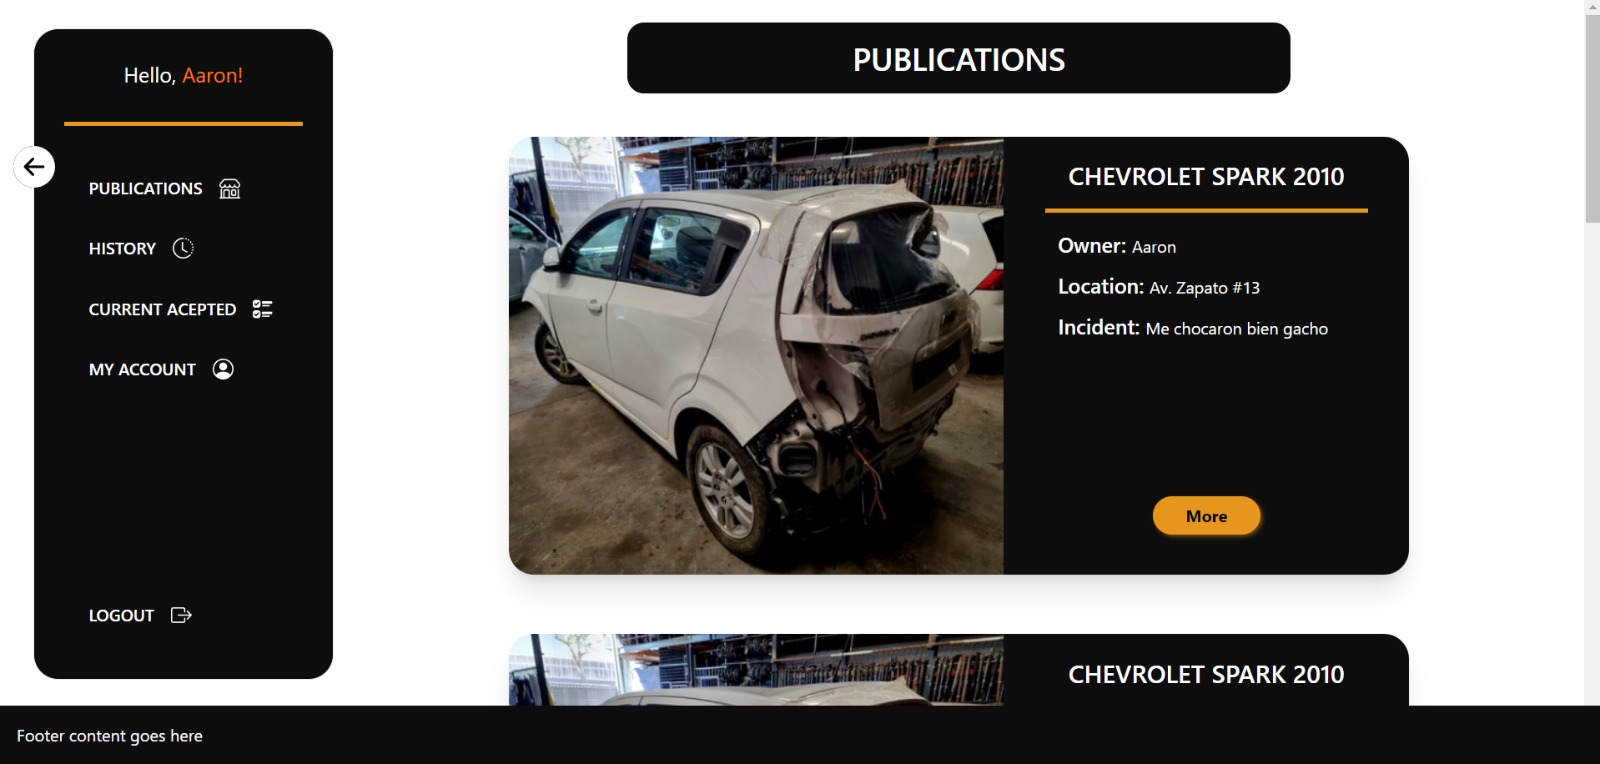 Hello, Aaron!
PUBLICATIONS
HISTORY
CURRENT ACEPTED
MY ACCOUNT
LOGOUT
PUBLICATIONS
CHEVROLET SPARK 2010
Owner: Aaron
Location: Av. Zapato #13
Incident: Me chocaron bien gacho
More
CHEVROLET SPARK 2010
Footer content goes here